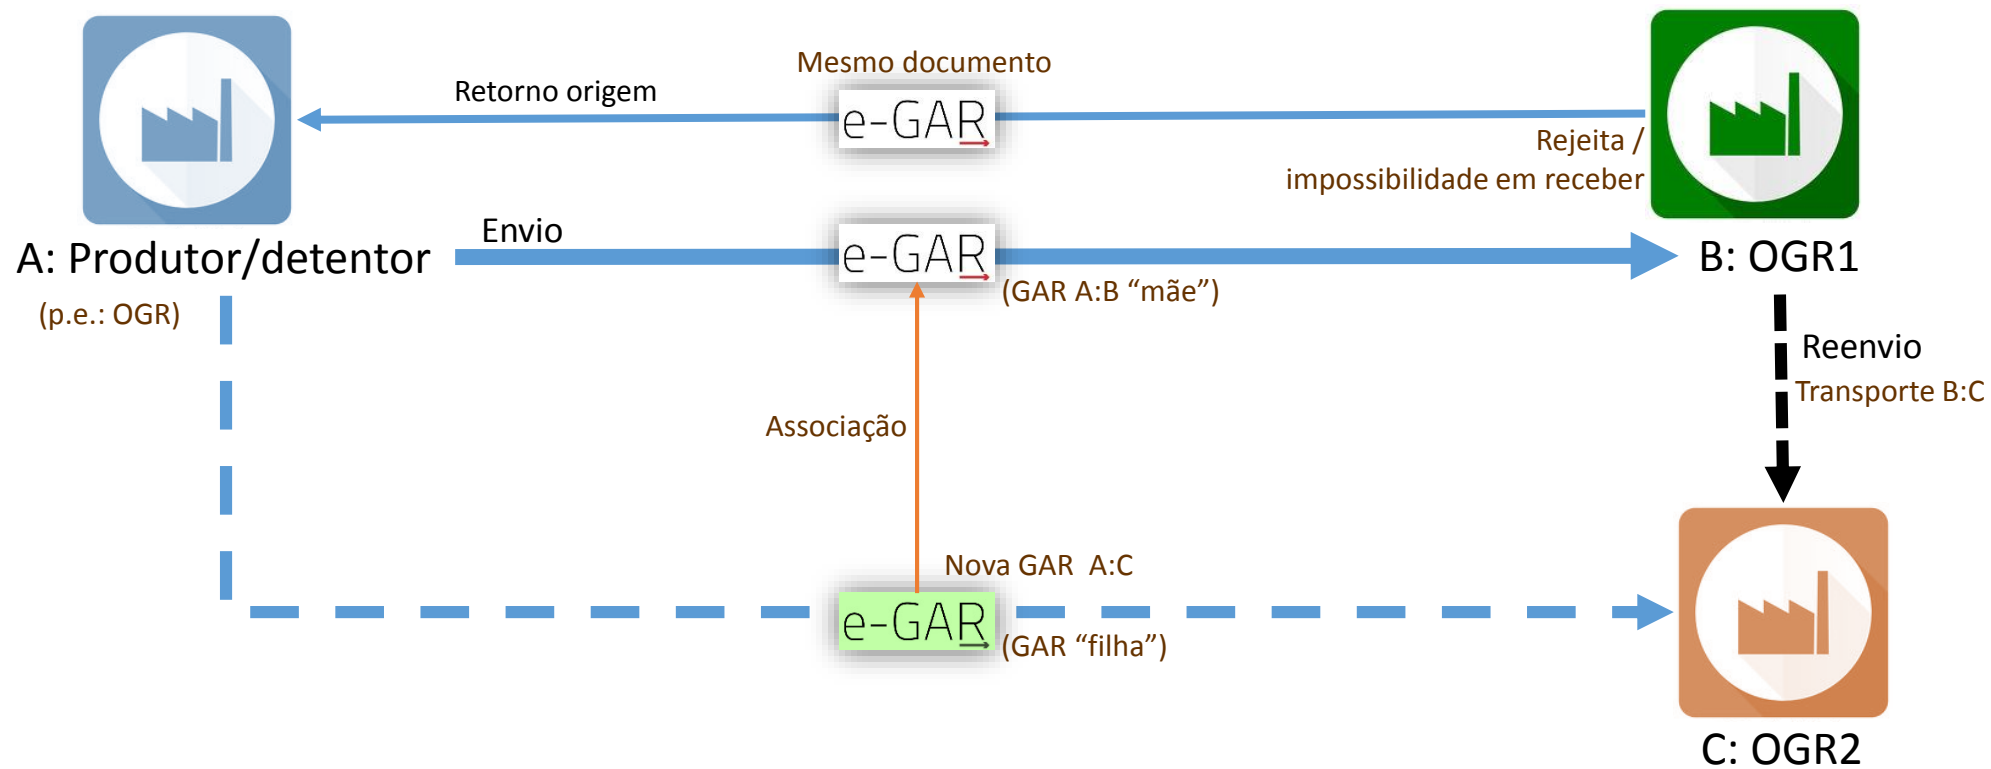 Mesmo documento
Retorno origem
e-GAR
Rejeita /
impossibilidade em receber
A: Produtor/detentor
(p.e.: OGR)
Envio
e-GAR
(GAR A:B “mãe”)
B: OGR1
Reenvio
Transporte B:C
Associação
Nova GAR A:C
e-GAR
(GAR “filha”)
C: OGR2